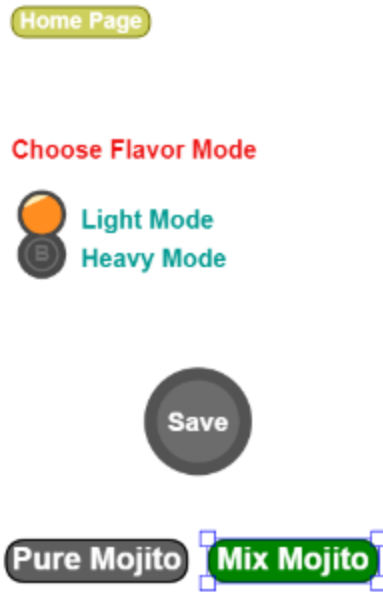 Home Page
Choose Flavor Mode
Light Mode
B
Heavy Mode
Save
Pure Mojito
Mix Mojito